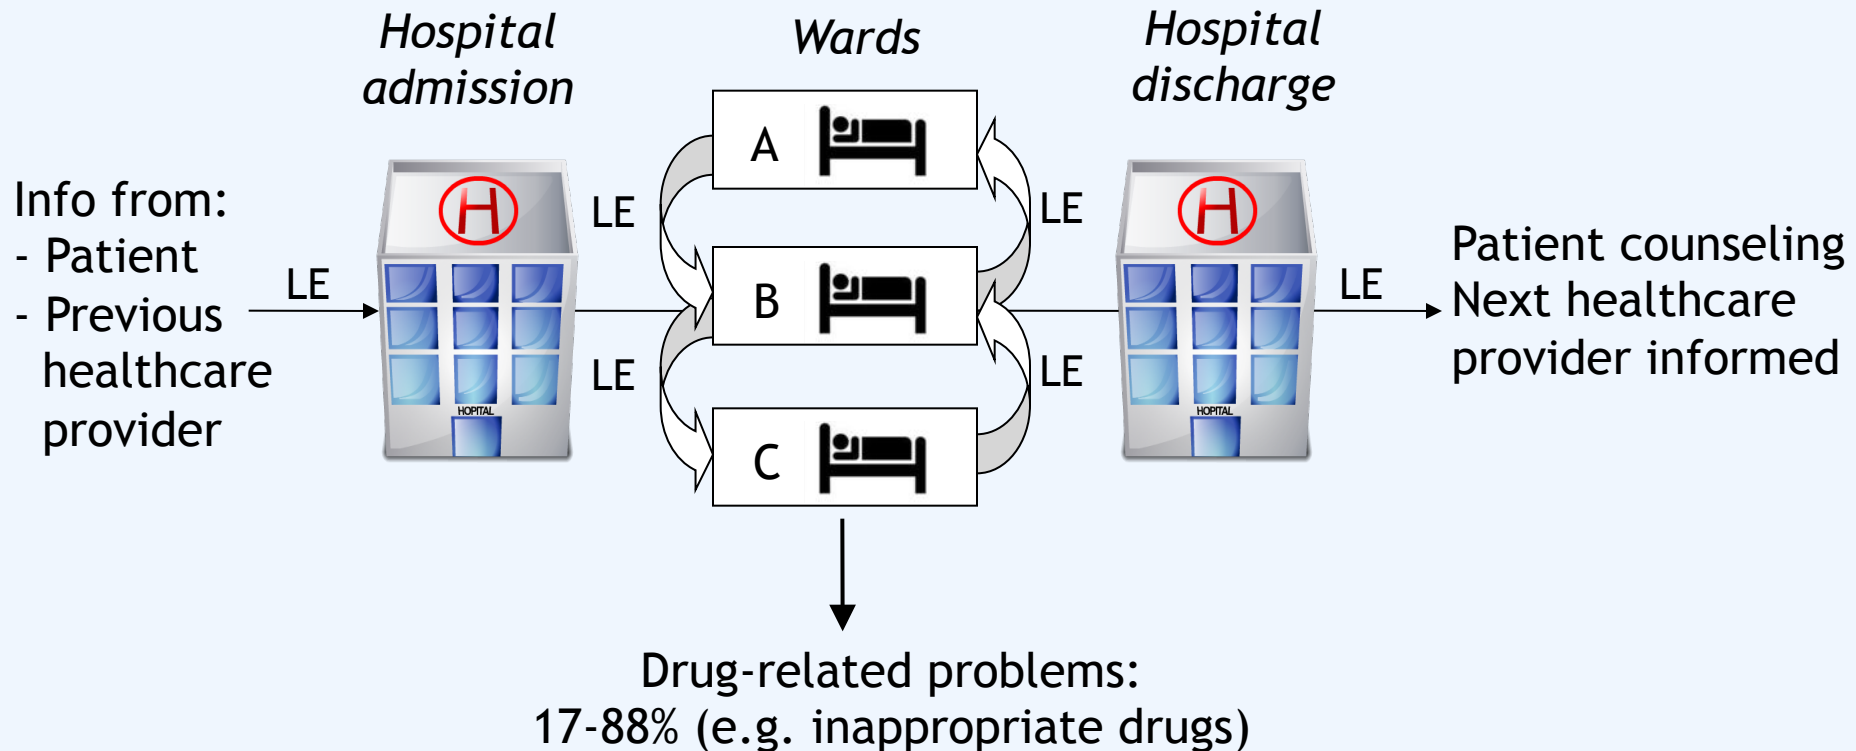 Hospital
admission
Wards
Hospital
discharge
Info from:
- Patient
- Previous
healthcare
provider
LE
H
HOPITAL
LE
LE
A
B
C
LE
LE
H
HOPITAL
LE
Patient counseling
Next healthcare
provider informed
Drug-related problems:
17-88% (e.g. inappropriate drugs)